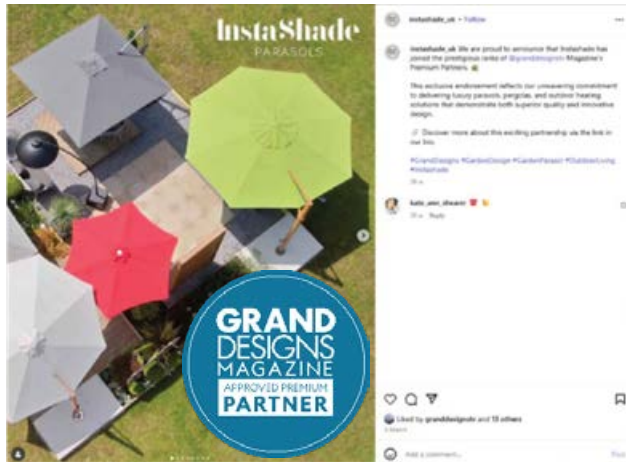 InstaShade
PARASOLS
GRAND
DESIGNS
MAGAZINE
APPROVED PREMIUM
PARTNER
instashade_uk • Follow
instashade_uk We are proud to announce that Instashade has
joined the prestigious ranks of @granddesigns Magazine's
Premium Partners.
This exclusive endorsement reflects our unwavering commitment
to delivering luxury parasols, pergolas, and outdoor heating
solutions that demonstrate both superior quality and innovative
design.
Discover more about this exciting partnership via the link in
our bio.
#GrandDesigns #GardenDesign #GardenParasol #OutdoorLiving
#Instashade
kate_ann_shearer
Reply
Liked by granddesignstv and 13 others
Add a comment...
Post